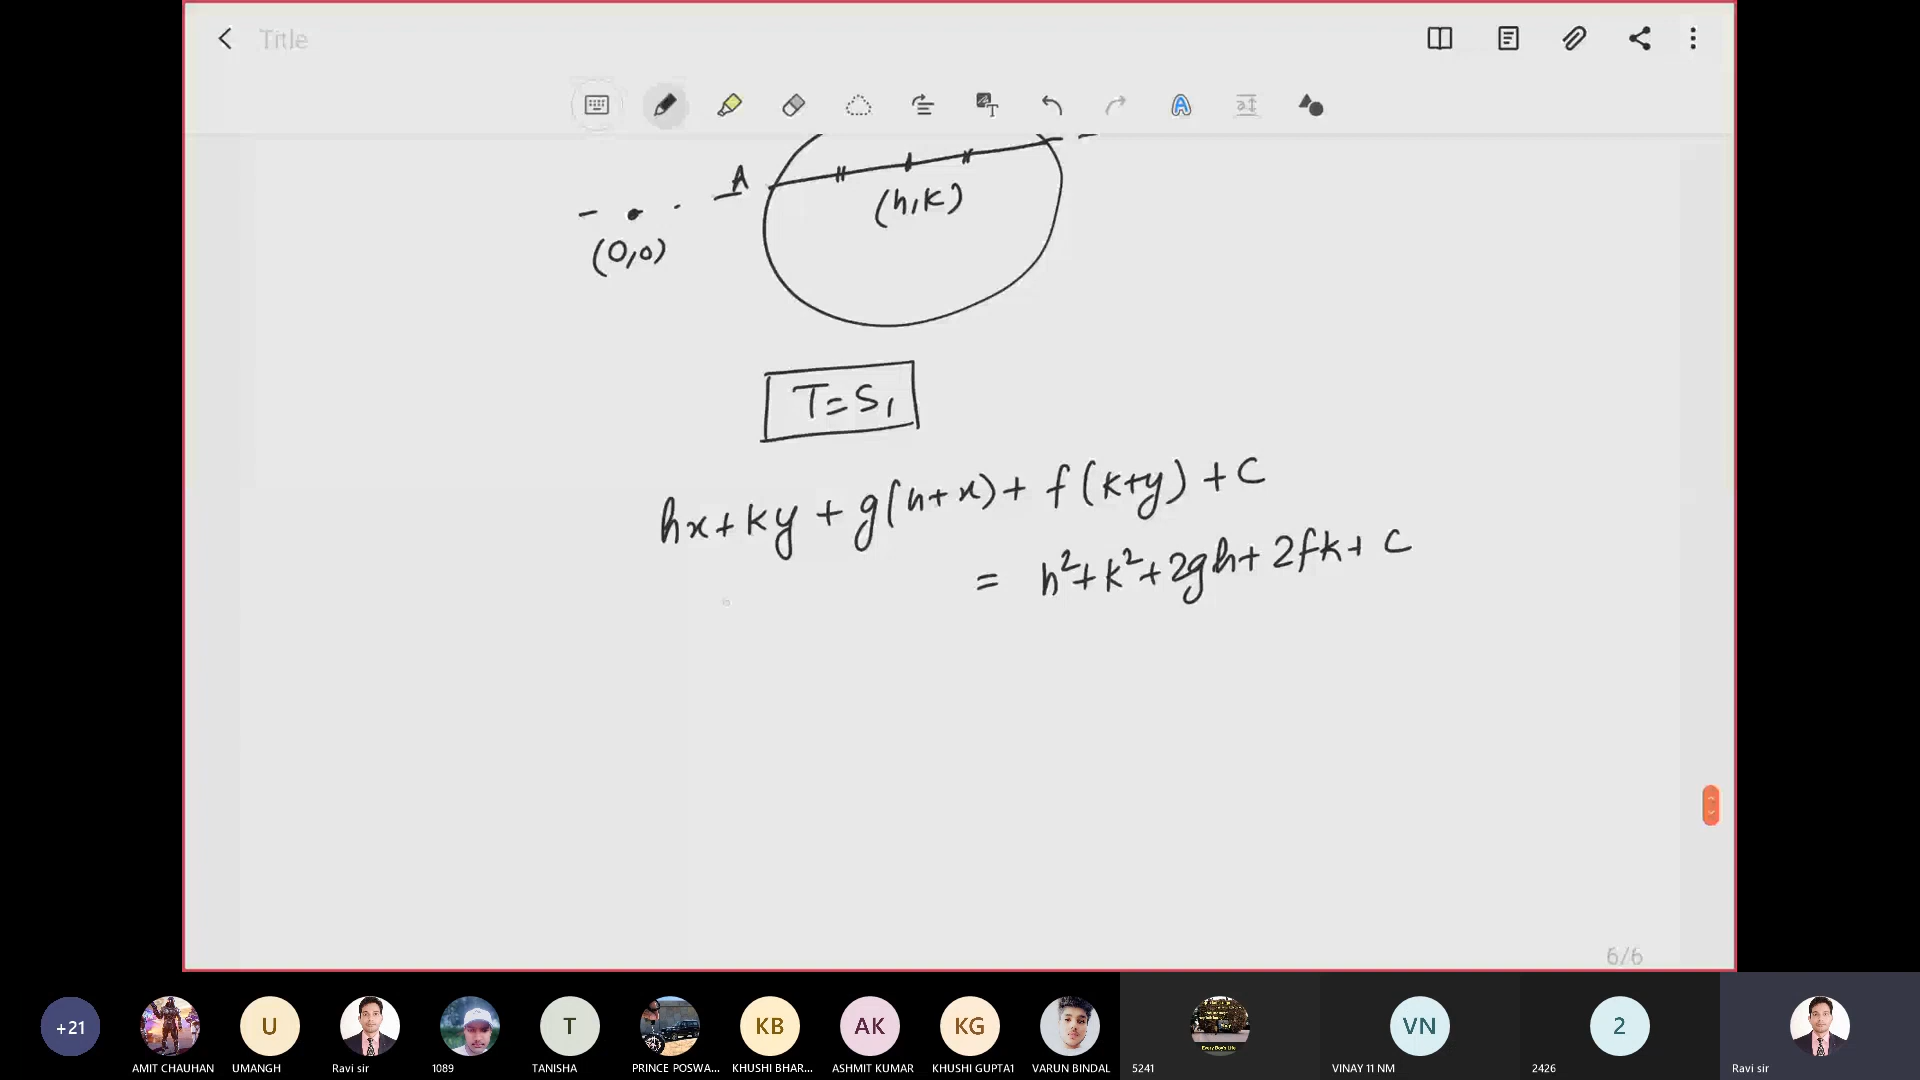 Title
A
(h,k)
(0,0)
T=S₁
hx+ky+g(h+x)+f(k+y)+c
= h²+k²+2gh+2fk+c
6/6
+21
U
T
KB
AK
KG
VN
2
AMIT CHAUHAN
UMANGH
Ravi sir
1089
TANISHA
PRINCE POSWA...
KHUSHI BHAR...
ASHMIT KUMAR
KHUSHI GUPTA1
VARUN BINDAL
5241
VINAY 11 NM
2426
Ravi sir